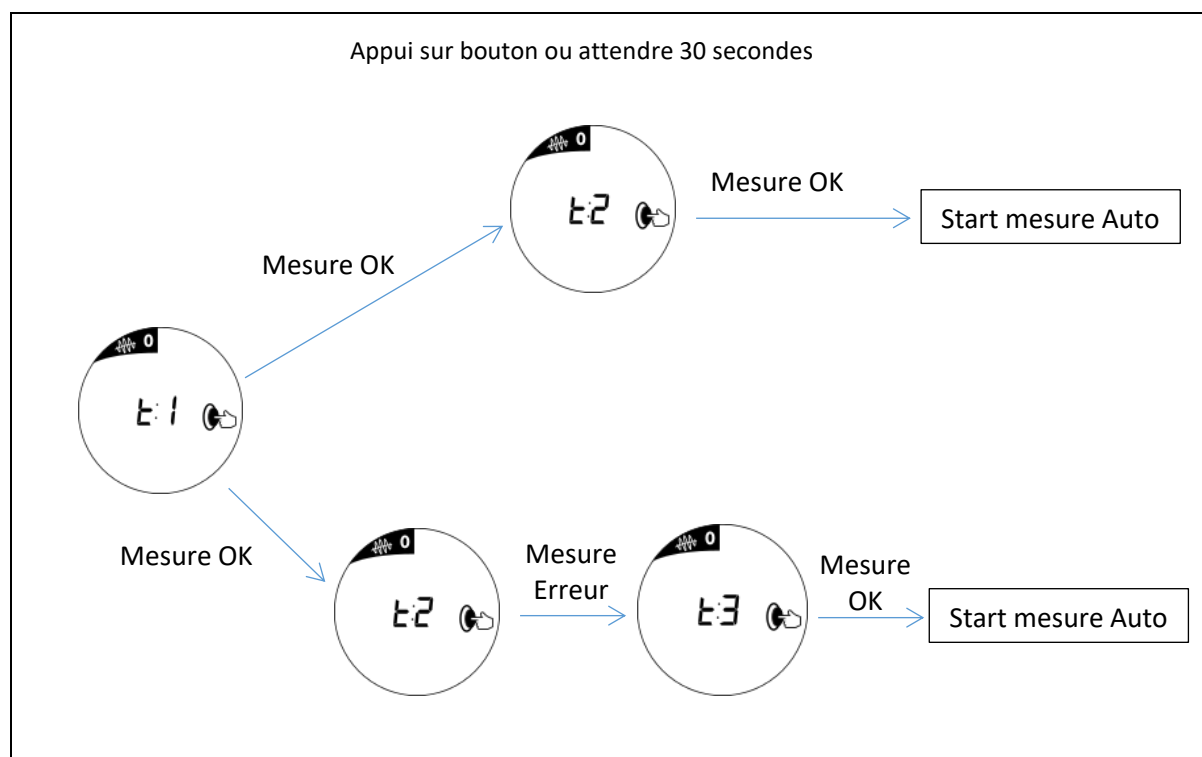 Appui sur bouton ou attendre 30 secondes
0
t:2
Mesure OK
Start mesure Auto
Mesure OK
0
t:1
Mesure OK
0
t:2
Mesure
Erreur
0
t:3
Mesure
OK
Start mesure Auto